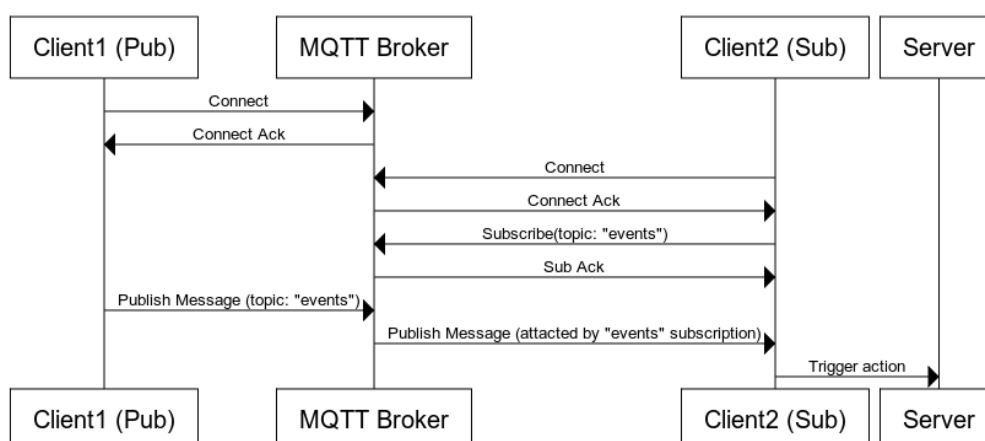 Client1 (Pub)
MQTT Broker
Client2 (Sub)
Server
Connect
Connect Ack
Connect
Connect Ack
Subscribe(topic: "events")
Sub Ack
Publish Message (topic: "events")
Publish Message (attacted by "events" subscription)
Trigger action
Client1 (Pub)
MQTT Broker
Client2 (Sub)
Server